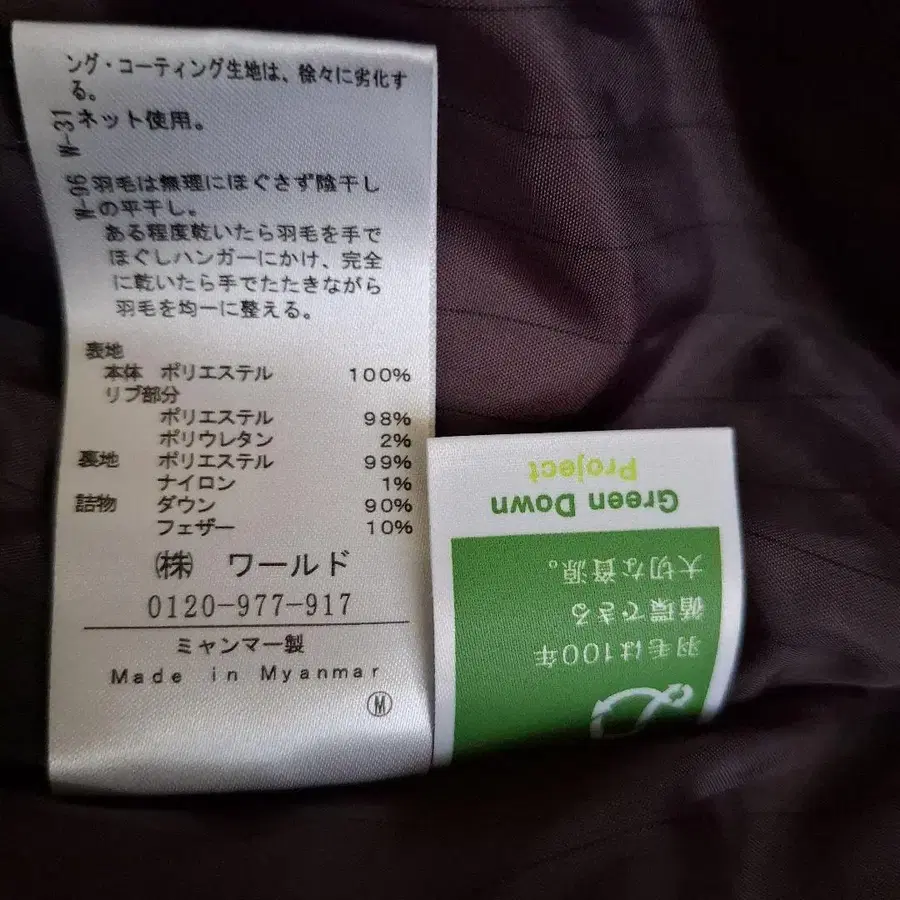 ング・コーティング生地は、徐々に劣化す
る。
W-31 ネット使用。
W-96 羽毛は無理にほぐさず陰干し
の平干し。
ある程度乾いたら羽毛を手で
ほぐしハンガーにかけ、完全
に乾いたら手でたたきながら
羽毛を均一に整える。
表地
本体 ポリエステル 100%
リブ部分
ポリエステル 98%
ポリウレタン 2%
裏地 ポリエステル 99%
ナイロン 1%
詰物 ダウン 90%
フェザー 10%
㈱ ワールド
0120-977-917
ミャンマー製
Made in Myanmar
Ⓜ
羽毛は100年
循環できる
大切な資源。
Green Down
Project